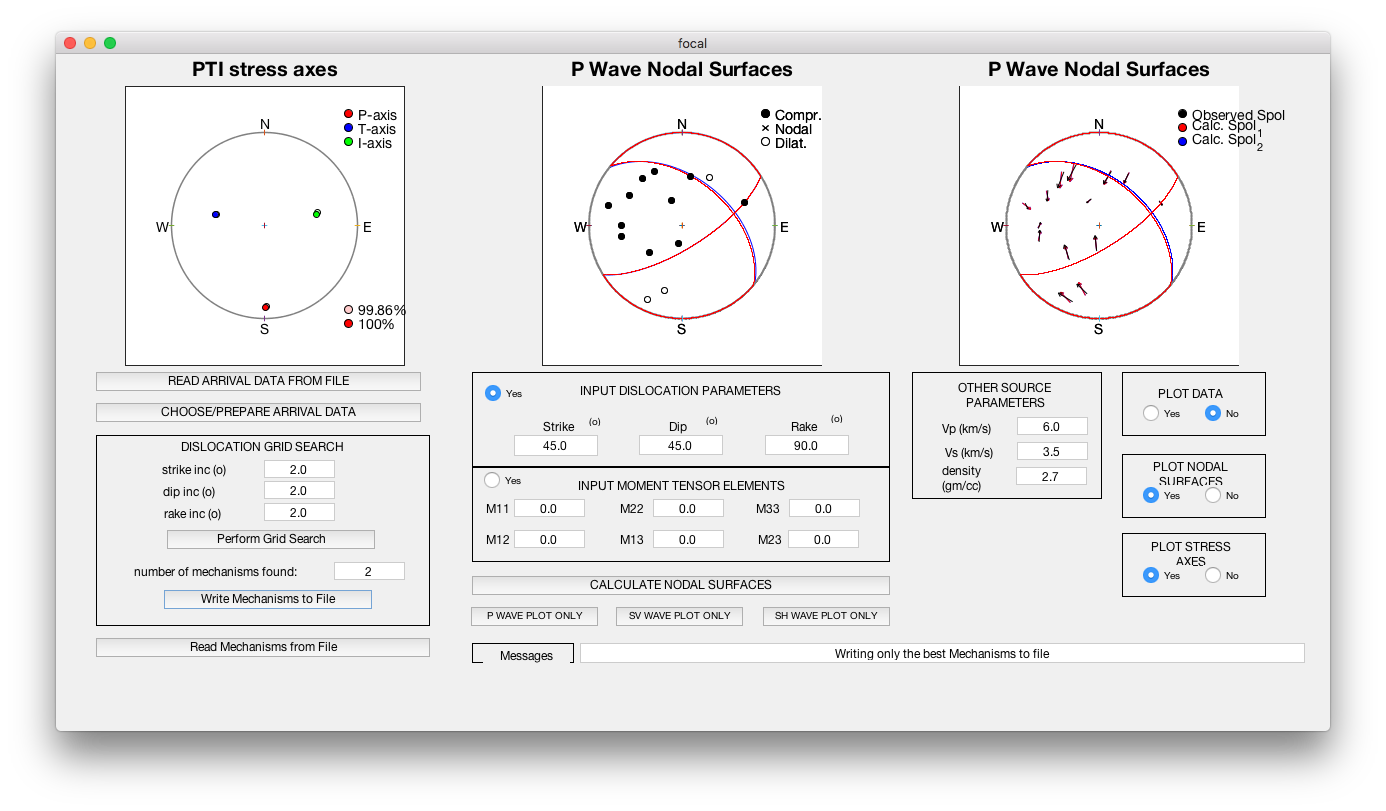 focal
PTI stress axes
N
W
E
S
P-axis
T-axis
I-axis
99.86%
100%
P Wave Nodal Surfaces
N
W
E
S
Compr.
Nodal
Dilat.
P Wave Nodal Surfaces
N
W
E
S
Observed Spol
Calc. Spol1
Calc. Spol2
READ ARRIVAL DATA FROM FILE
CHOOSE/PREPARE ARRIVAL DATA
DISLOCATION GRID SEARCH
strike inc (o) 2.0
dip inc (o) 2.0
rake inc (o) 2.0
Perform Grid Search
number of mechanisms found: 2
Write Mechanisms to File
Read Mechanisms from File
Yes INPUT DISLOCATION PARAMETERS
Strike (o) Dip (o) Rake (o)
45.0 45.0 90.0
Yes INPUT MOMENT TENSOR ELEMENTS
M11 0.0 M22 0.0 M33 0.0
M12 0.0 M13 0.0 M23 0.0
CALCULATE NODAL SURFACES
P WAVE PLOT ONLY SV WAVE PLOT ONLY SH WAVE PLOT ONLY
Messages Writing only the best Mechanisms to file
OTHER SOURCE
PARAMETERS
Vp (km/s) 6.0
Vs (km/s) 3.5
density
(gm/cc) 2.7
PLOT DATA
Yes No
PLOT NODAL
SURFACES
Yes No
PLOT STRESS
AXES
Yes No